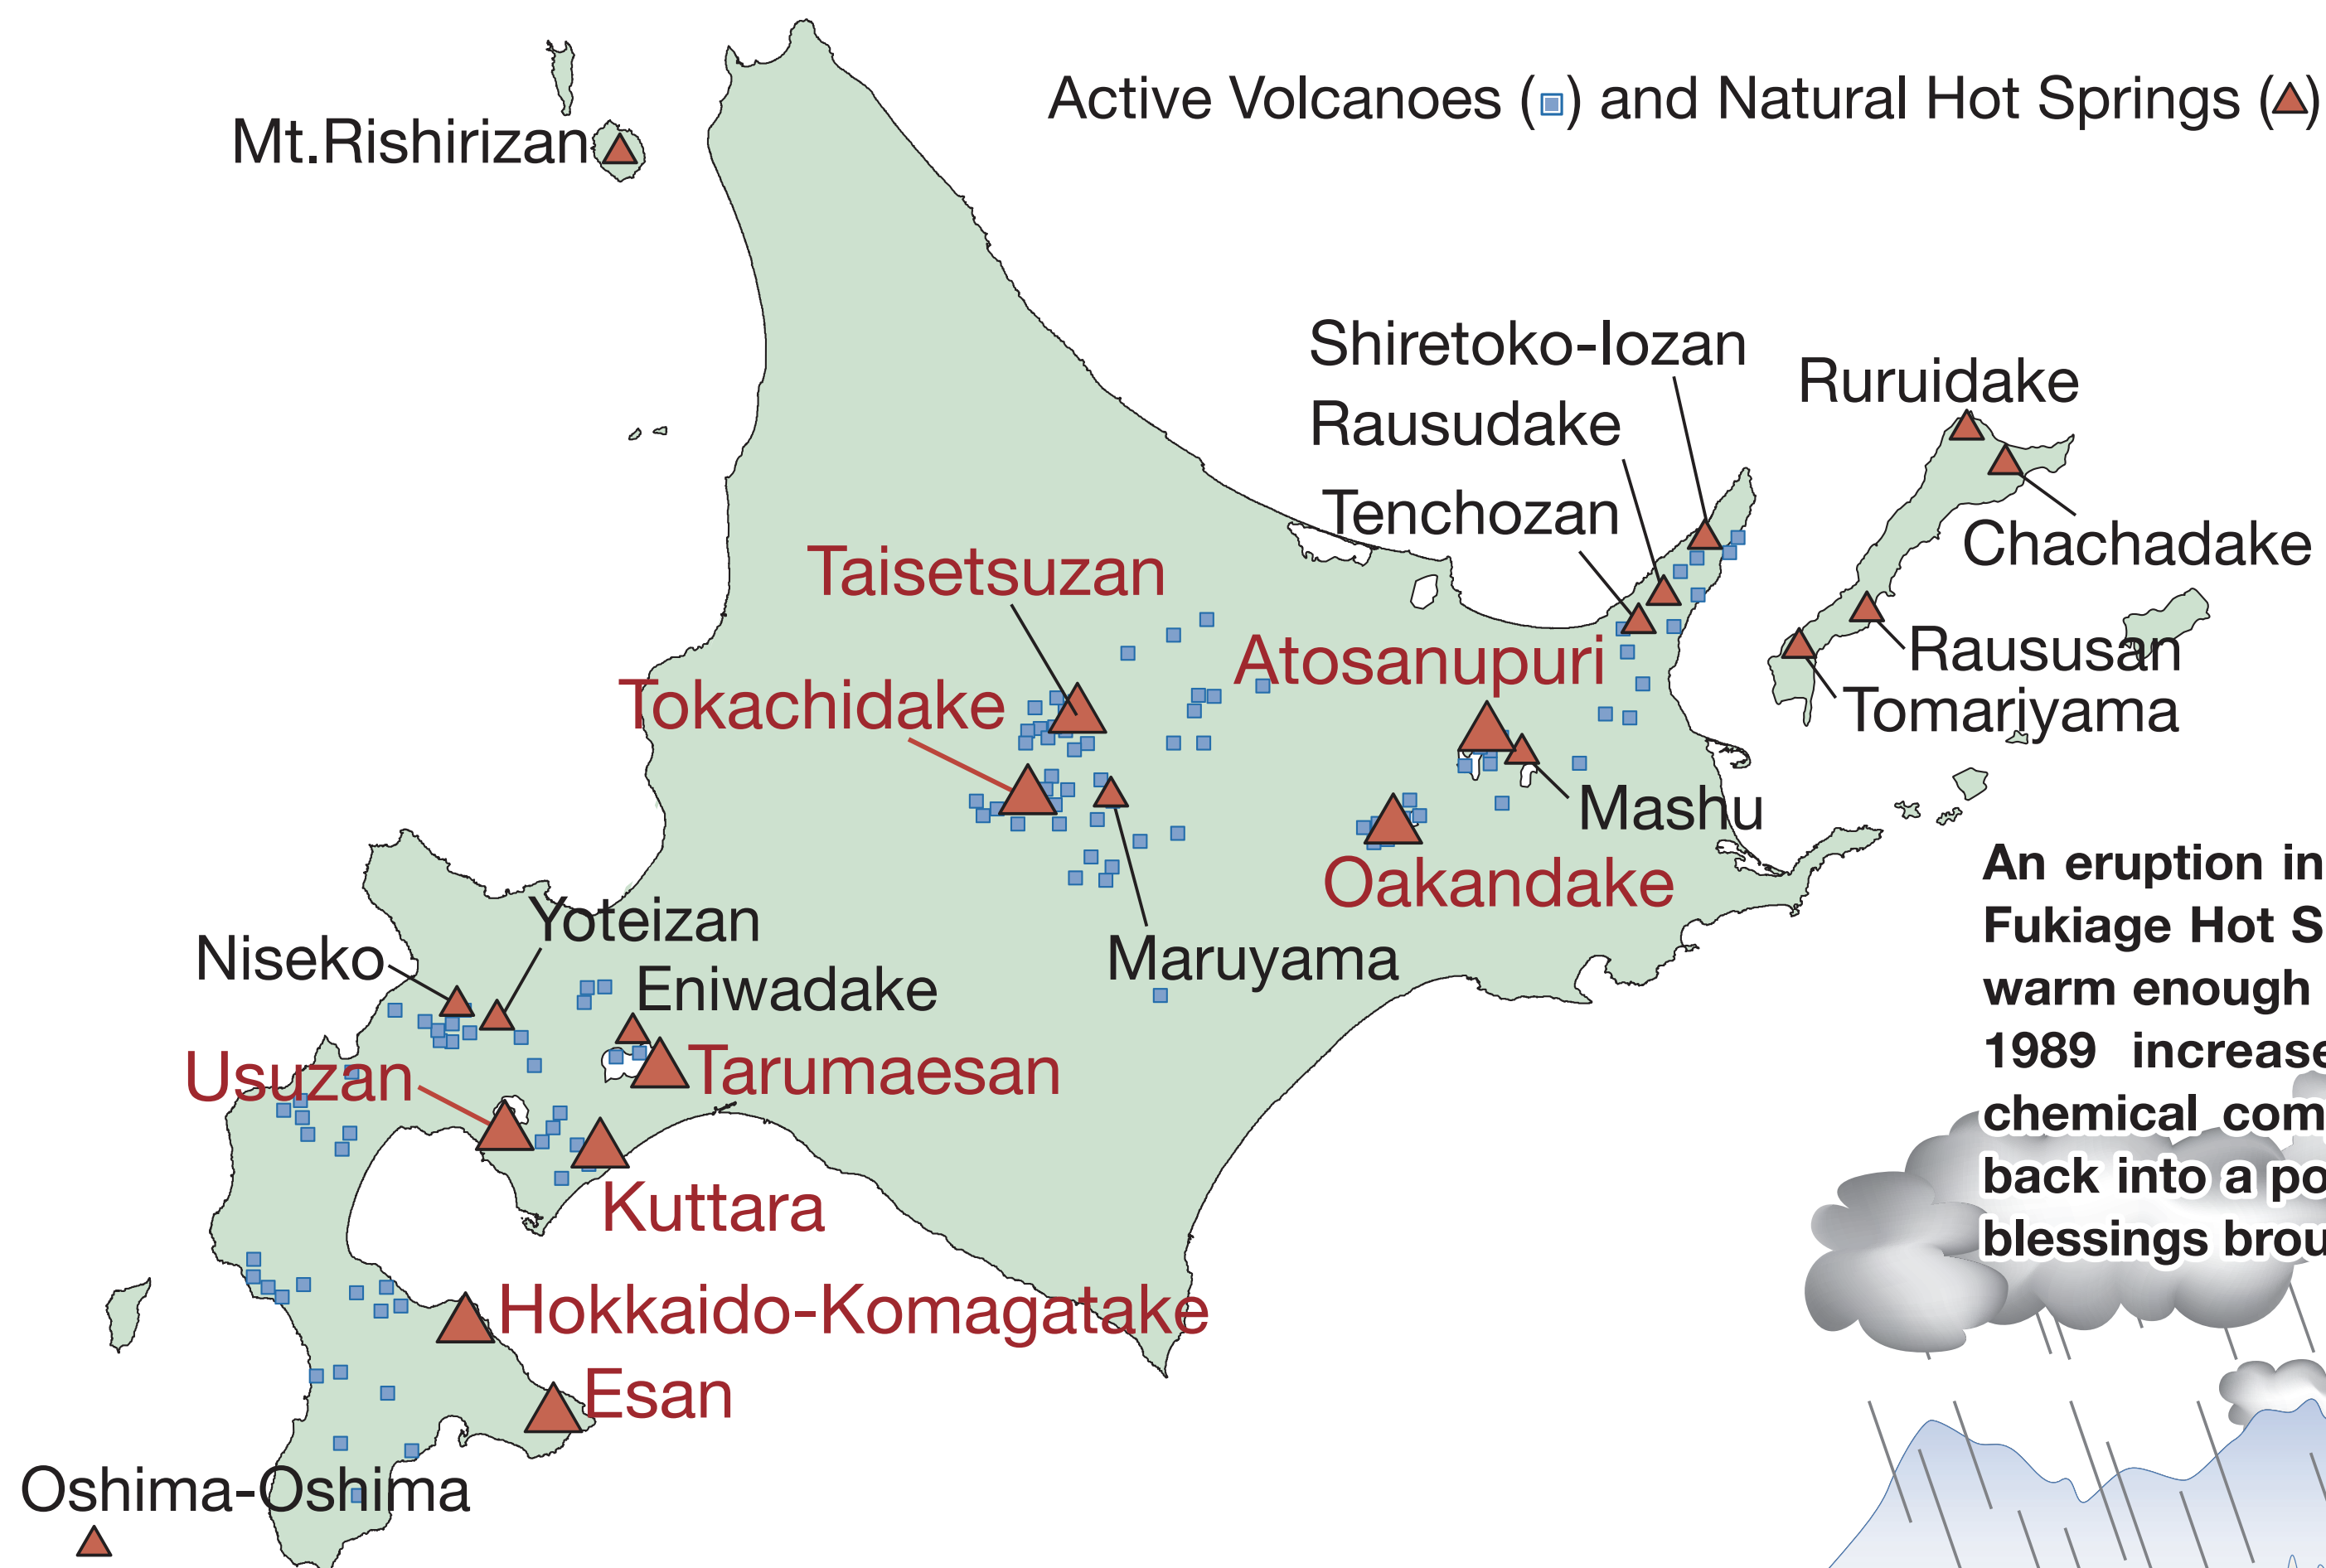 Active Volcanoes (▣) and Natural Hot Springs (▲)
Mt.Rishirizan
Shiretoko-Iozan
Ruruidake
Rausudake
Tenchozan
Chachadake
Taisetsuzan
Atosanupuri
Raususan
Tokachidake
Tomariyama
Mashu
Oakandake
Yoteizan
Niseko
Maruyama
Eniwadake
Usuzan
Tarumaesan
Kuttara
Hokkaido-Komagatake
Esan
Oshima-Oshima
An eruption in
Fukiage Hot S
warm enough
1989 increase
chemical com
back into a po
blessings brou